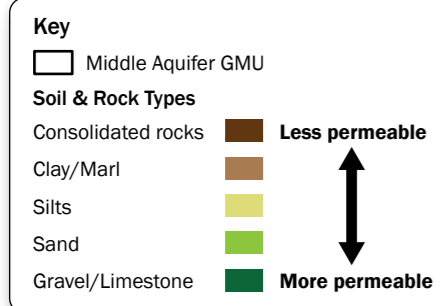 Key
Middle Aquifer GMU
Soil & Rock Types
Consolidated rocks Less permeable
Clay/Marl
Silts
Sand
Gravel/Limestone More permeable